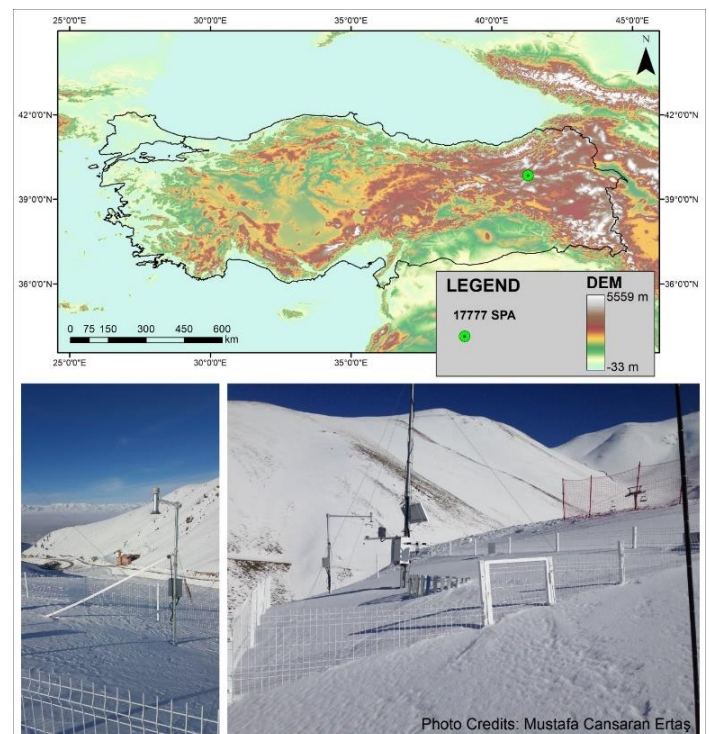 25°0'0"E 30°0'0"E 35°0'0"E 40°0'0"E 45°0'0"E
N
42°0'0"N 42°0'0"N
39°0'0"N 39°0'0"N
36°0'0"N 36°0'0"N
LEGEND
17777 SPA
DEM
5559 m
-33 m
0 75 150 300 450 600
km
25°0'0"E 30°0'0"E 35°0'0"E 40°0'0"E 45°0'0"E
Photo Credits: Mustafa Cansaran Ertaş